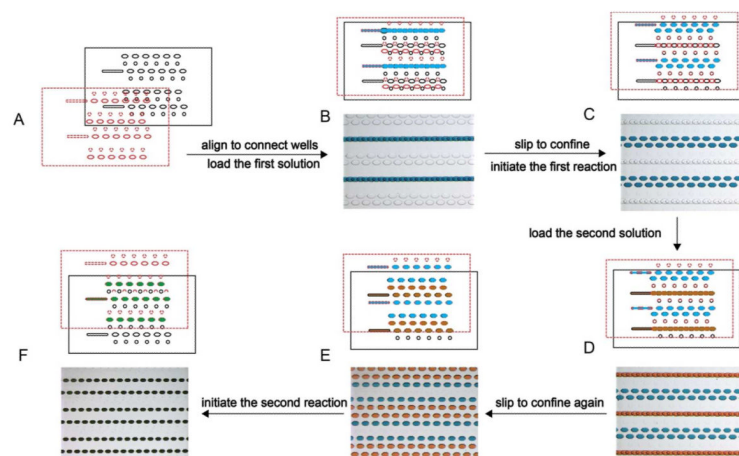 A
align to connect wells
load the first solution
B
slip to confine
initiate the first reaction
C
load the second solution
D
slip to confine again
E
initiate the second reaction
F